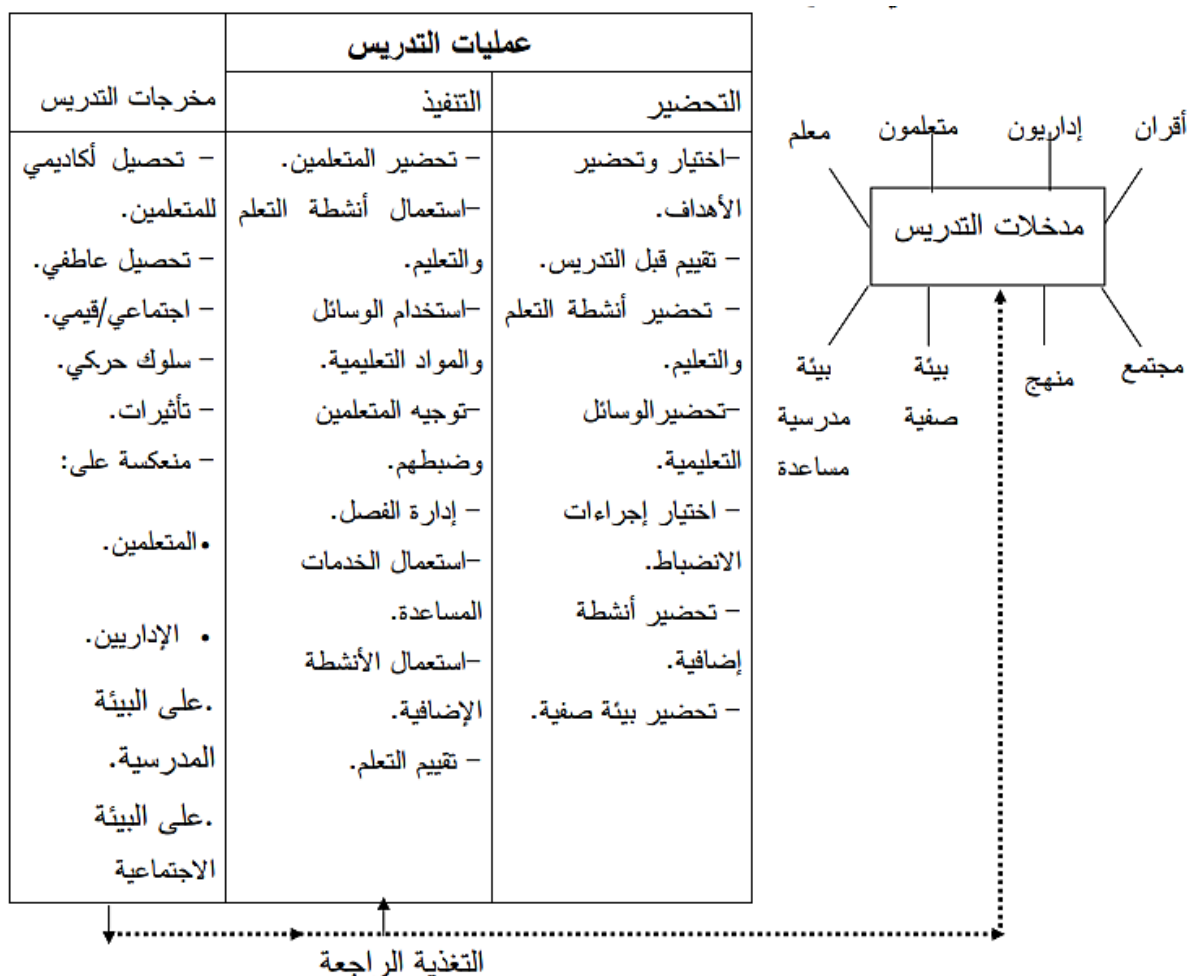 أقران
إداريون
متعلمون
معلم
مدخلات التدريس
مجتمع
منهج
بيئة
صفية
بيئة
مدرسية
مساعدة
عمليات التدريس
التحضير
-اختيار وتحضير
الأهداف.
- تقييم قبل التدريس.
- تحضير أنشطة التعلم
والتعليم.
-تحضيرالوسائل
التعليمية.
- اختيار إجراءات
الانضباط.
- تحضير أنشطة
إضافية.
- تحضير بيئة صفية.
التنفيذ
- تحضير المتعلمين.
-استعمال أنشطة التعلم
والتعليم.
-استخدام الوسائل
والمواد التعليمية.
-توجيه المتعلمين
وضبطهم.
- إدارة الفصل.
-استعمال الخدمات
المساعدة.
-استعمال الأنشطة
الإضافية.
- تقييم التعلم.
مخرجات التدريس
- تحصيل أكاديمي
للمتعلمين.
- تحصيل عاطفي.
- اجتماعي/قيمي.
- سلوك حركي.
- تأثيرات.
- منعكسة على:
•المتعلمين.
• الإداريين.
.على البيئة
المدرسية.
.على البيئة
الاجتماعية
التغذية الراجعة